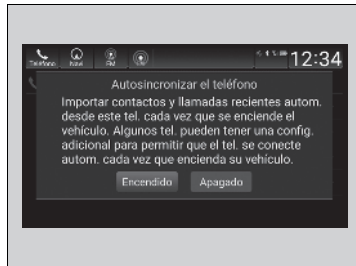 12:34
Teléfono Navi FM
Autosincronizar el teléfono
Importar contactos y llamadas recientes autom.
desde este tel. cada vez que se enciende el
vehículo. Algunos tel. pueden tener una config.
adicional para permitir que el tel. se conecte
autom. cada vez que encienda su vehículo.
Encendido Apagado